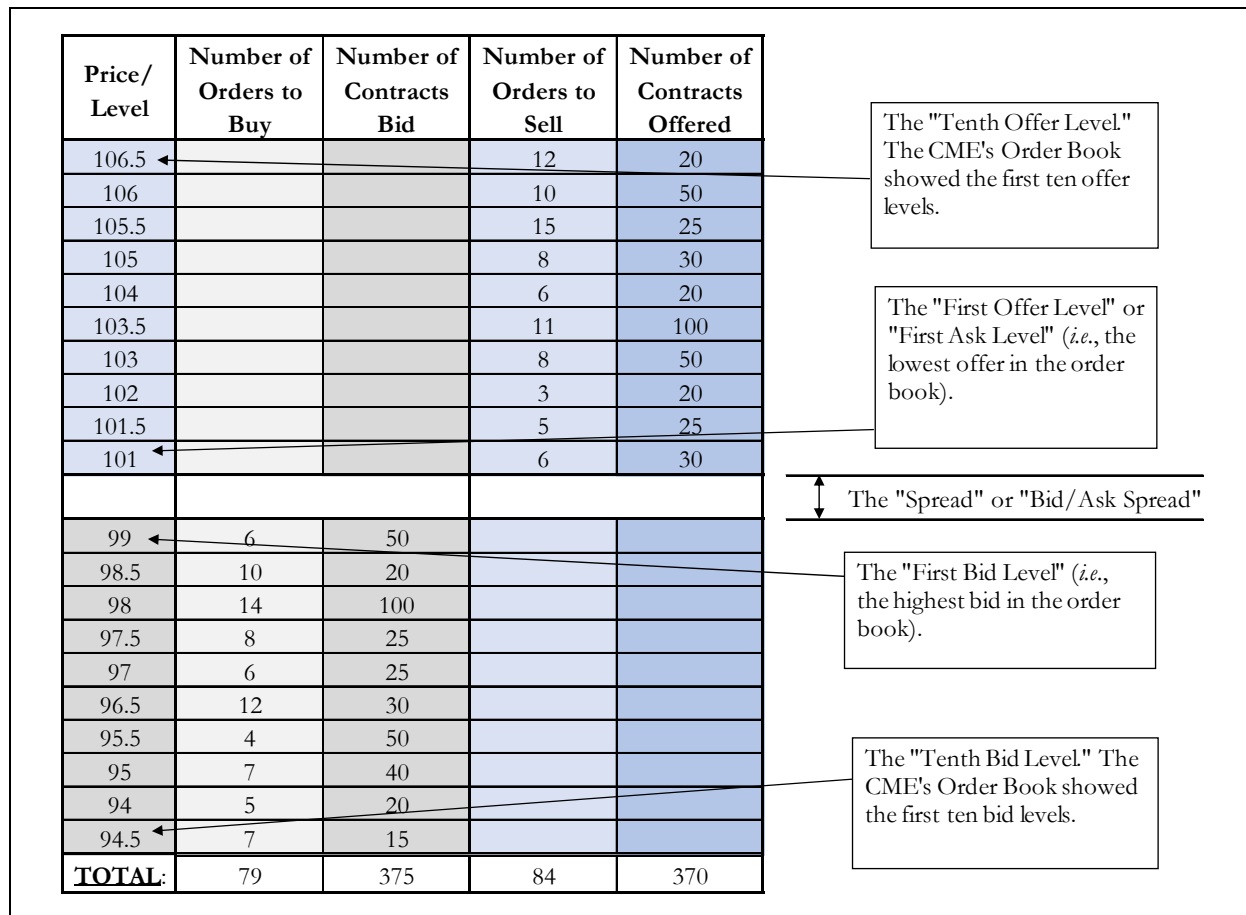 Price/ Level Number of Orders to Buy Number of Contracts Bid Number of Orders to Sell Number of Contracts Offered
106.5 12 20
106 10 50
105.5 15 25
105 8 30
104 6 20
103.5 11 100
103 8 50
102 3 20
101.5 5 25
101 6 30
99 6 50
98.5 10 20
98 14 100
97.5 8 25
97 6 25
96.5 12 30
95.5 4 50
95 7 40
94 5 20
94.5 7 15
TOTAL: 79 375 84 370
The "Tenth Offer Level."
The CME's Order Book
showed the first ten offer
levels.
The "First Offer Level" or
"First Ask Level" (i.e., the
lowest offer in the order
book).
The "Spread" or "Bid/Ask Spread"
The "First Bid Level" (i.e.,
the highest bid in the order
book).
The "Tenth Bid Level." The
CME's Order Book showed
the first ten bid levels.